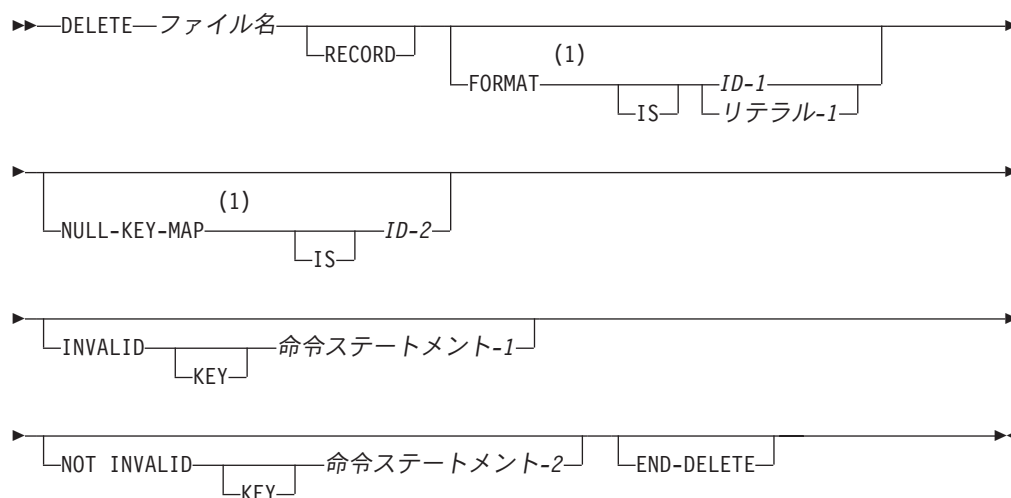 DELETE ファイル名 RECORD FORMAT (1) IS ID-1 リテラル-1
NULL-KEY-MAP (1) IS ID-2
INVALID KEY 命令ステートメント-1
NOT INVALID KEY 命令ステートメント-2 END-DELETE